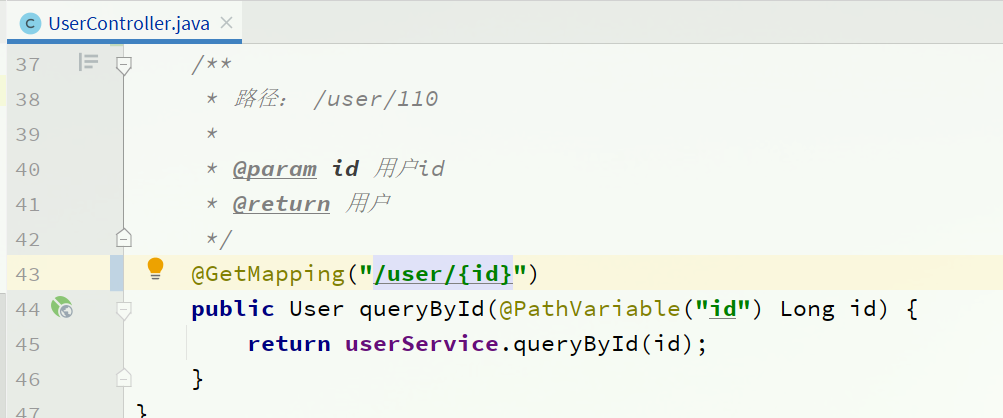 C UserController.java ×
37 /**
38 * 路径： /user/110
39 *
40 * @param id 用户id
41 * @return 用户
42 */
43 @GetMapping("/user/{id}")
44 public User queryById(@PathVariable("id") Long id) {
45 return userService.queryById(id);
46 }
47 }